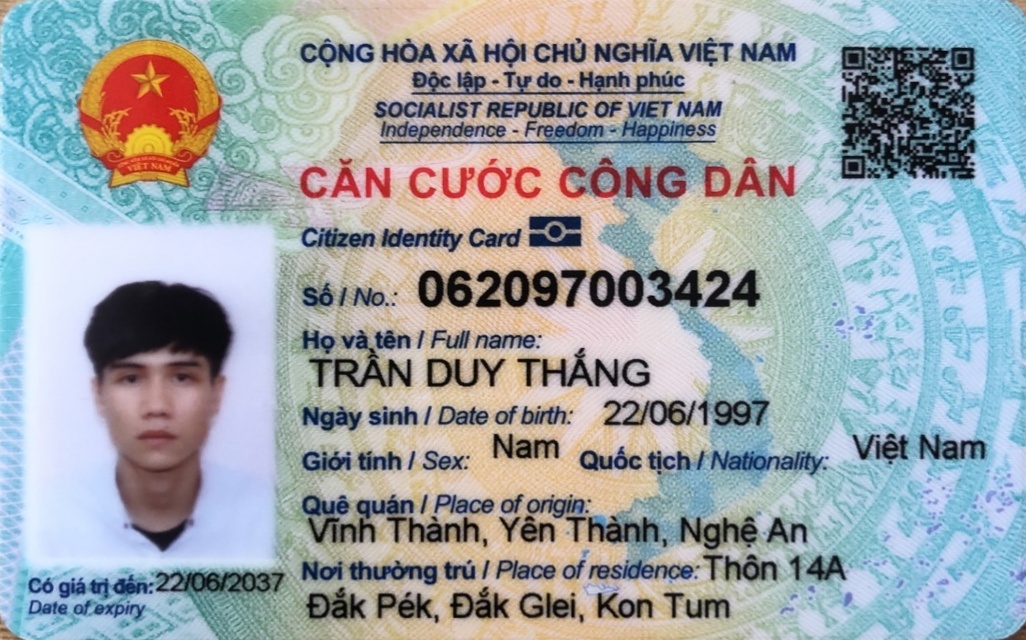 CỘNG HÒA XÃ HỘI CHỦ NGHĨA VIỆT NAM
Độc lập - Tự do - Hạnh phúc
SOCIALIST REPUBLIC OF VIET NAM
Independence - Freedom - Happiness
CĂN CƯỚC CÔNG DÂN
Citizen Identity Card
Số / No.: 062097003424
Họ và tên / Full name:
TRẦN DUY THẮNG
Ngày sinh / Date of birth: 22/06/1997
Giới tính / Sex: Nam Quốc tịch / Nationality: Việt Nam
Quê quán / Place of origin:
Vĩnh Thành, Yên Thành, Nghệ An
Nơi thường trú / Place of residence: Thôn 14A
Đắk Pék, Đắk Glei, Kon Tum
Có giá trị đến: 22/06/2037
Date of expiry
VIỆT NAM